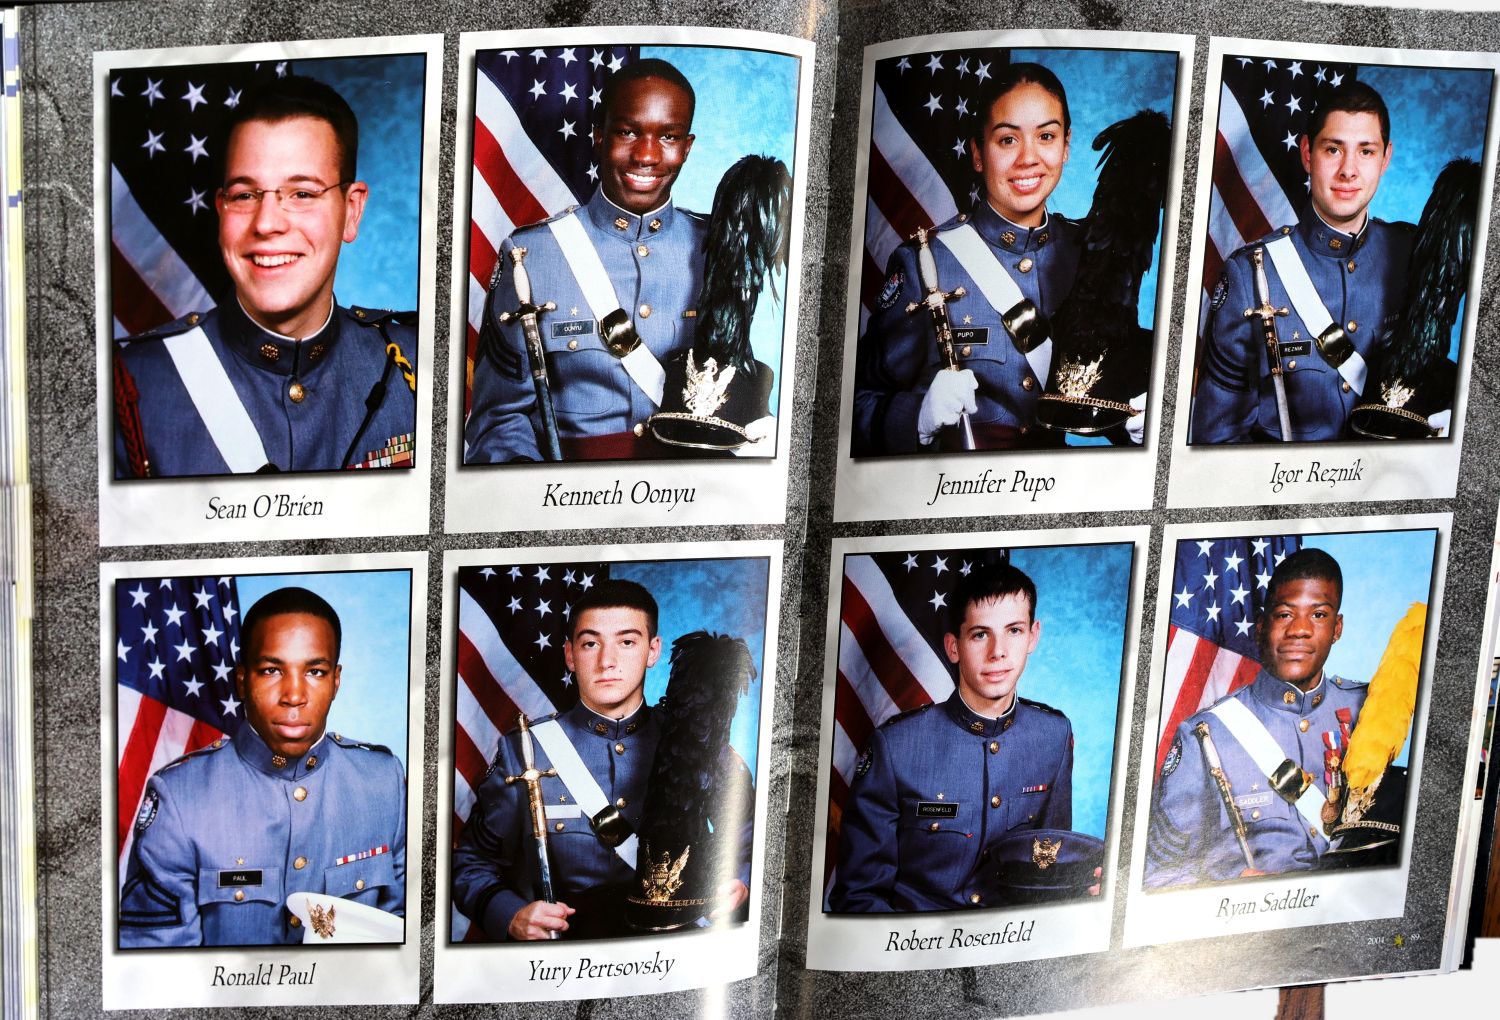 OONYU
PUPO
REZNIK
Sean O'Brien
Kenneth Oonyu
Jennifer Pupo
Igor Reznik
PAUL
ROSENFELD
SADDLER
Ronald Paul
Yury Pertsovsky
Robert Rosenfeld
Ryan Saddler
2004 89